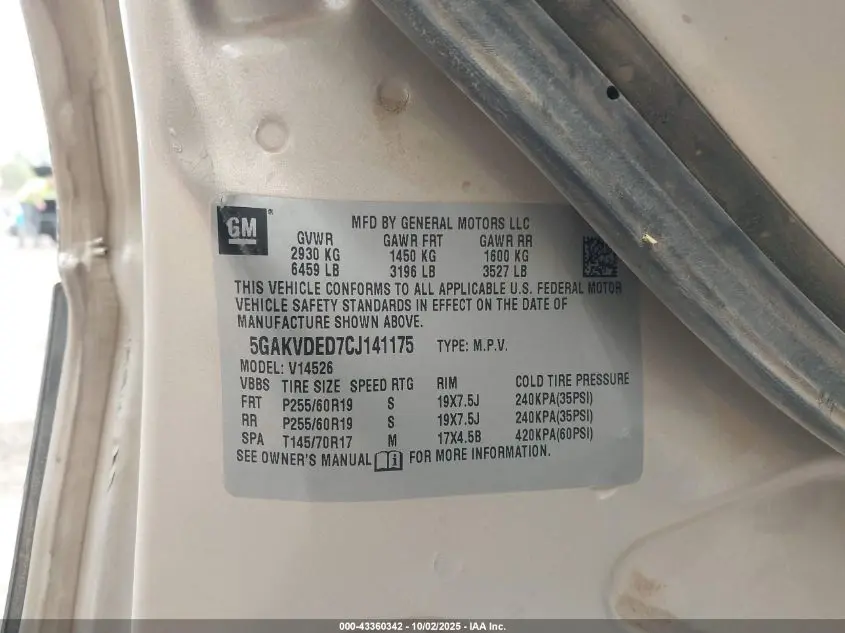 GM ®
MFD BY GENERAL MOTORS LLC
GVWR GAWR FRT GAWR RR
2930 KG 1450 KG 1600 KG
6459 LB 3196 LB 3527 LB
THIS VEHICLE CONFORMS TO ALL APPLICABLE U.S. FEDERAL MOTOR
VEHICLE SAFETY STANDARDS IN EFFECT ON THE DATE OF
MANUFACTURE SHOWN ABOVE.
5GAKVDED7CJ141175 TYPE: M.P.V.
MODEL: V14526
VBBS TIRE SIZE SPEED RTG RIM COLD TIRE PRESSURE
FRT P255/60R19 S 19X7.5J 240KPA(35PSI)
RR P255/60R19 S 19X7.5J 240KPA(35PSI)
SPA T145/70R17 M 17X4.5B 420KPA(60PSI)
SEE OWNER'S MANUAL i FOR MORE INFORMATION.
000-43360342 - 10/02/2025 - IAA Inc.